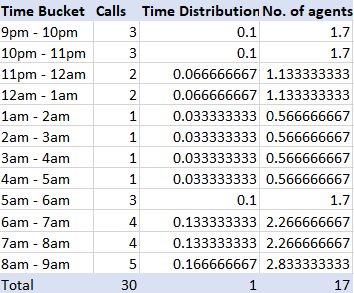 Time Bucket Calls Time Distribution No. of agents
9pm - 10pm 3 0.1 1.7
10pm - 11pm 3 0.1 1.7
11pm - 12am 2 0.066666667 1.133333333
12am - 1am 2 0.066666667 1.133333333
1am - 2am 1 0.033333333 0.566666667
2am - 3am 1 0.033333333 0.566666667
3am - 4am 1 0.033333333 0.566666667
4am - 5am 1 0.033333333 0.566666667
5am - 6am 3 0.1 1.7
6am - 7am 4 0.133333333 2.266666667
7am - 8am 4 0.133333333 2.266666667
8am - 9am 5 0.166666667 2.833333333
Total 30 1 17